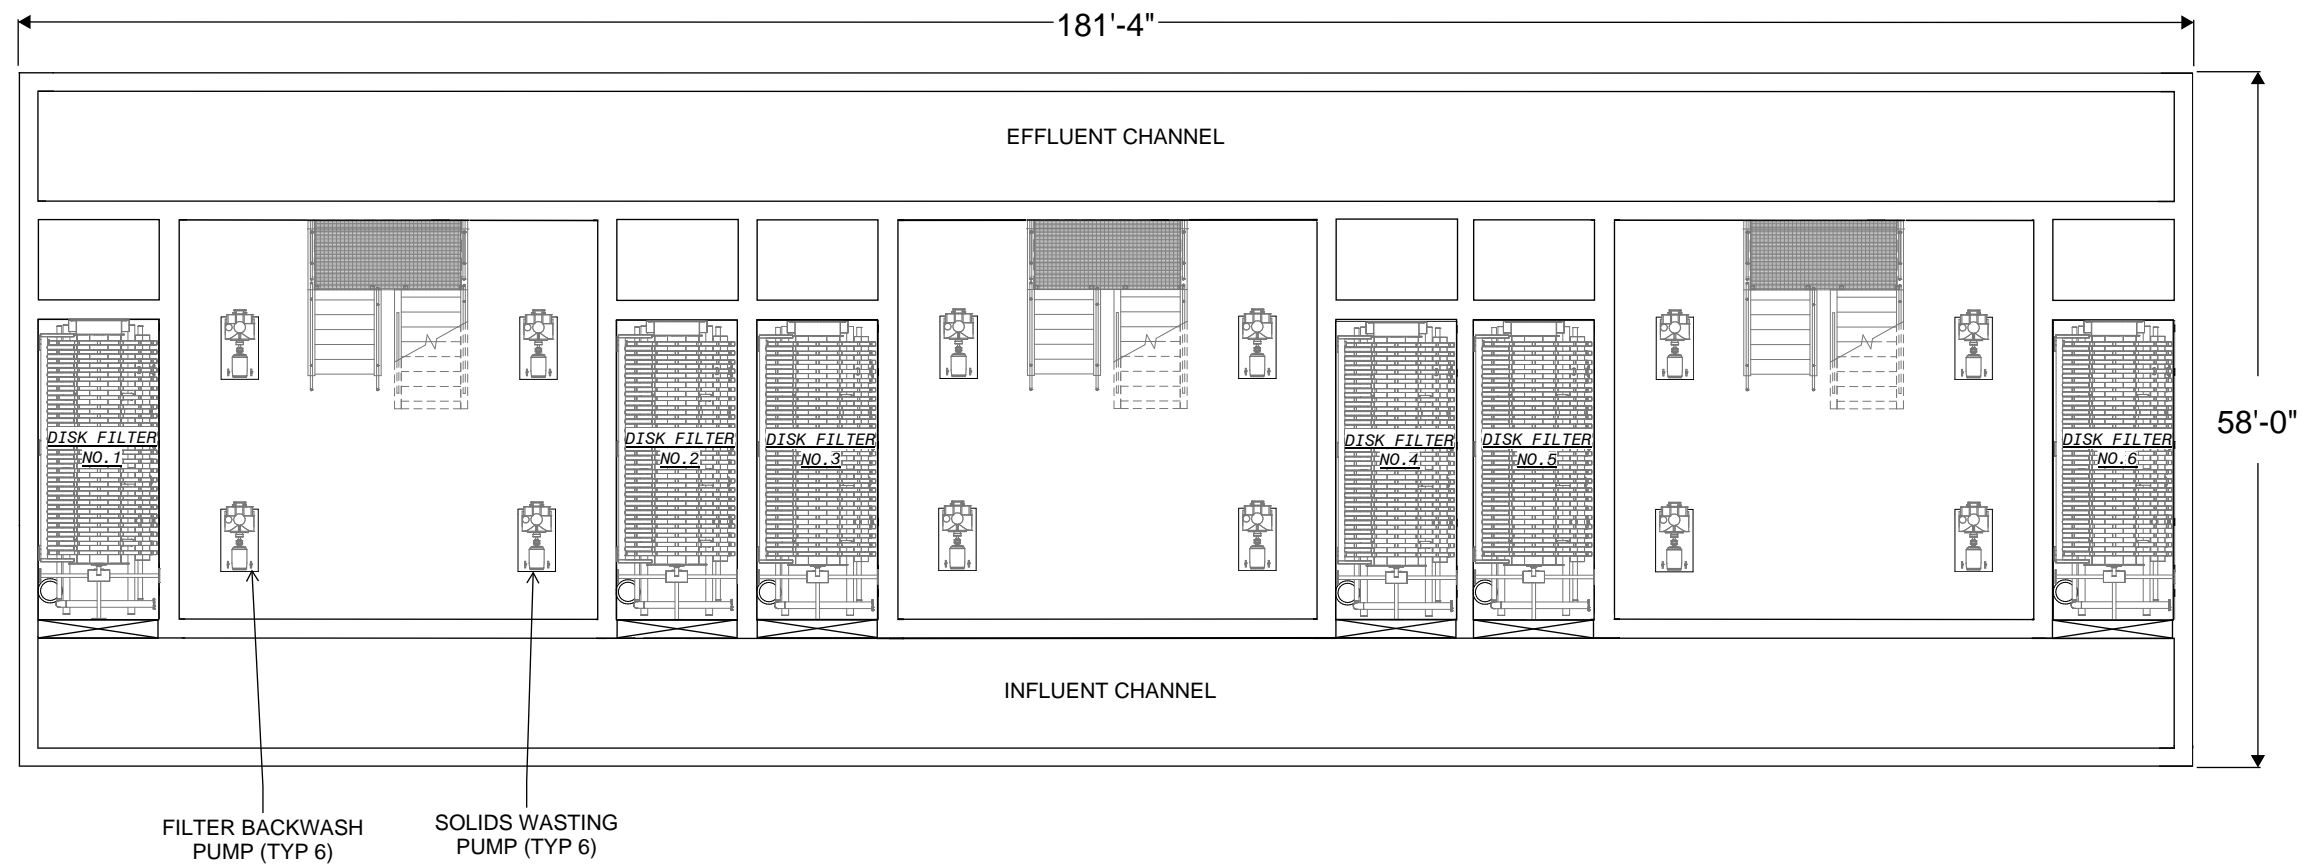 181'-4"
EFFLUENT CHANNEL
58'-0"
DISK FILTER
NO.1
DISK FILTER
NO.2
DISK FILTER
NO.3
DISK FILTER
NO.4
DISK FILTER
NO.5
DISK FILTER
NO.6
INFLUENT CHANNEL
FILTER BACKWASH
PUMP (TYP 6)
SOLIDS WASTING
PUMP (TYP 6)